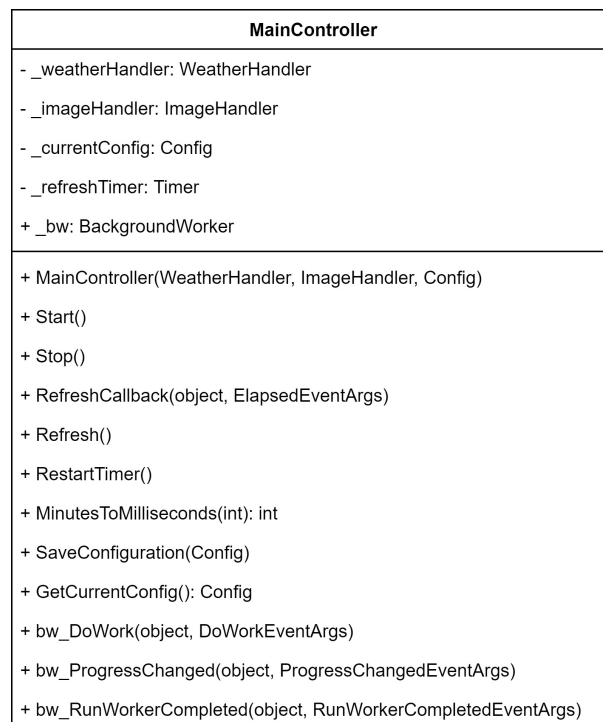 MainController
- _weatherHandler: WeatherHandler
- _imageHandler: ImageHandler
- _currentConfig: Config
- _refreshTimer: Timer
+ _bw: BackgroundWorker
+ MainController(WeatherHandler, ImageHandler, Config)
+ Start()
+ Stop()
+ RefreshCallback(object, ElapsedEventArgs)
+ Refresh()
+ RestartTimer()
+ MinutesToMilliseconds(int): int
+ SaveConfiguration(Config)
+ GetCurrentConfig(): Config
+ bw_DoWork(object, DoWorkEventArgs)
+ bw_ProgressChanged(object, ProgressChangedEventArgs)
+ bw_RunWorkerCompleted(object, RunWorkerCompletedEventArgs)